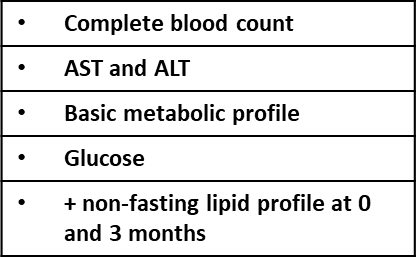 • Complete blood count
• AST and ALT
• Basic metabolic profile
• Glucose
• + non-fasting lipid profile at 0
and 3 months